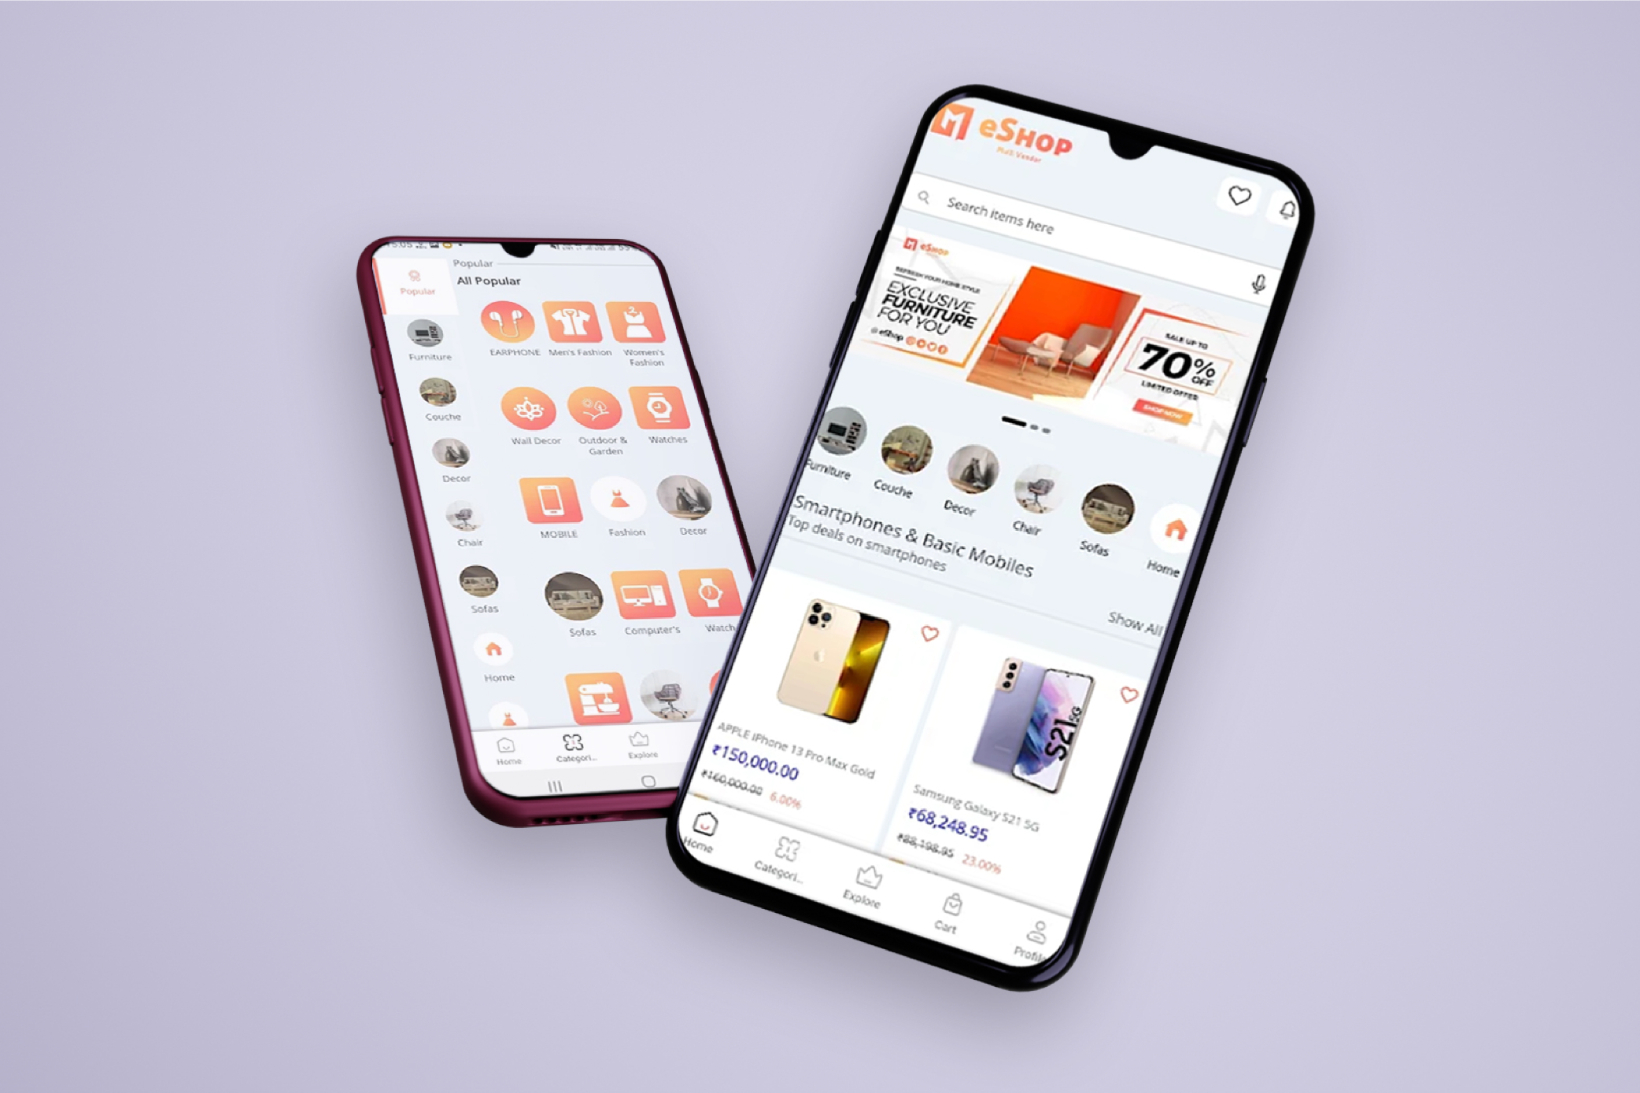 5:05
Popular
Popular
All Popular
EARPHONE
Men's Fashion
Women's
Fashion
Furniture
Couche
Wall Decor
Outdoor &
Garden
Watches
Decor
MOBILE
Fashion
Decor
Chair
Sofas
Sofas
Computer's
Watch
Home
Home
Categori...
Explore
eSHOP
Multi Vendor
Search items here
eSHOP
REFRESH YOUR HOME STYLE
EXCLUSIVE
FURNITURE
FOR YOU
@ eShop
SALE UP TO
70%
OFF
LIMITED OFFER
SHOP NOW
Furniture
Couche
Decor
Chair
Sofas
Home
Smartphones & Basic Mobiles
Top deals on smartphones
Show All
S21 5G
APPLE iPhone 13 Pro Max Gold
₹150,000.00
₹160,000.00 6.00%
Samsung Galaxy S21 5G
₹68,248.95
₹88,198.95 23.00%
Home
Categori...
Explore
Cart
Profile